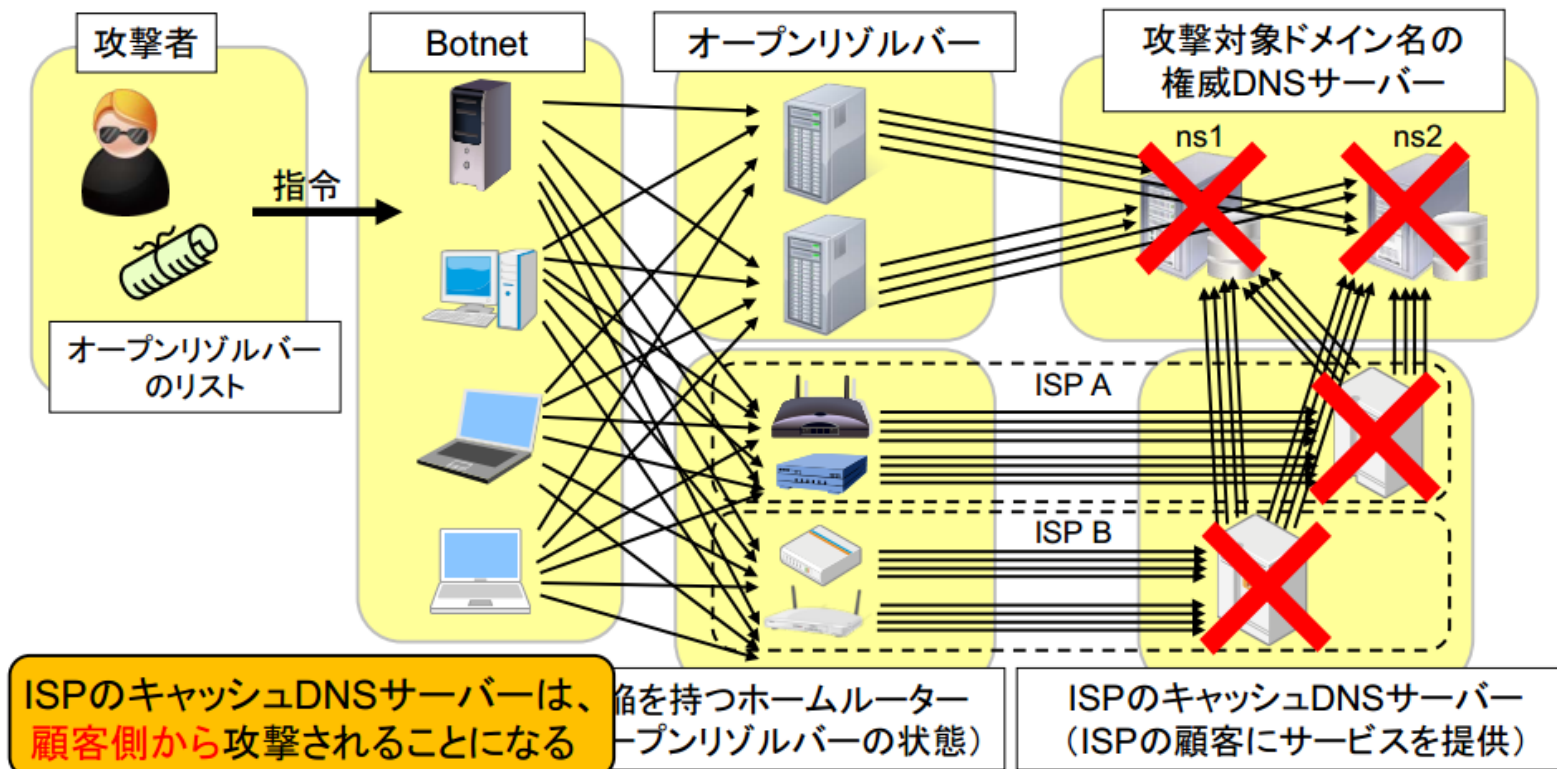 攻撃者
Botnet
オープンリゾルバー
攻撃対象ドメイン名の
権威DNSサーバー
ns1
ns2
指令
オープンリゾルバー
のリスト
ISP A
ISP B
ISPのキャッシュDNSサーバーは、
顧客側から攻撃されることになる
陥を持つホームルーター
ープンリゾルバーの状態）
ISPのキャッシュDNSサーバー
（ISPの顧客にサービスを提供）